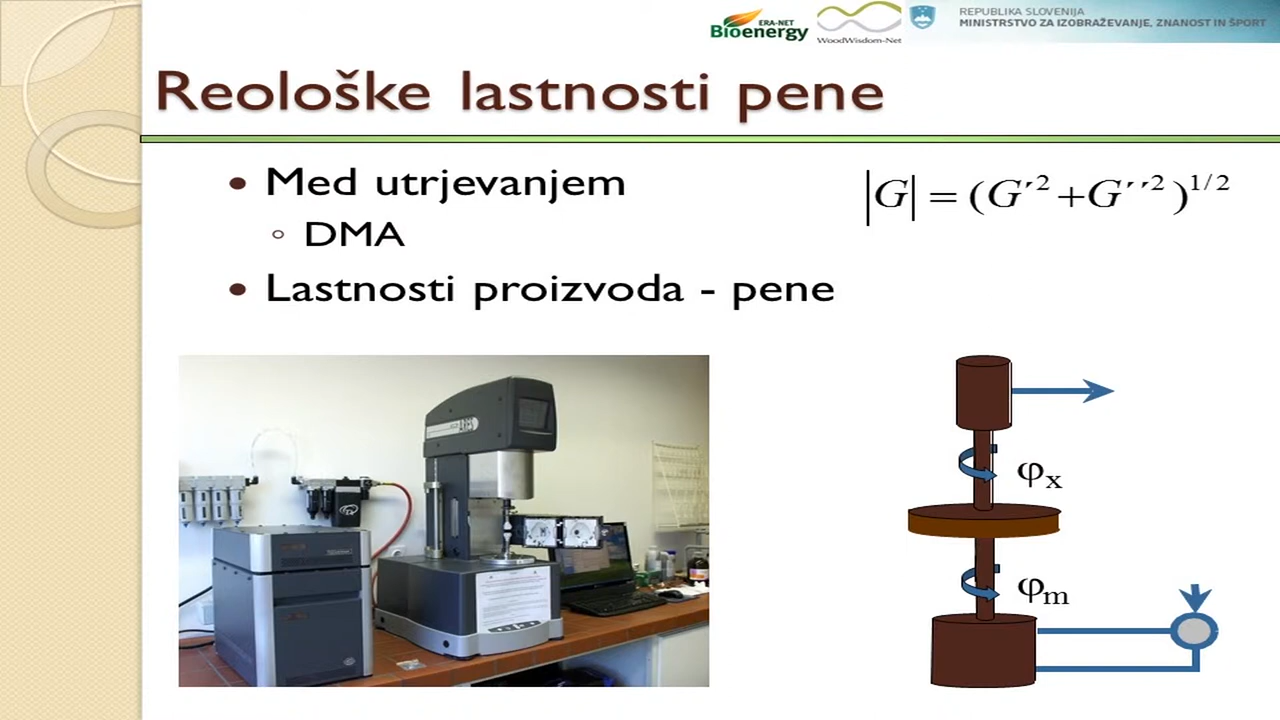 ERA-NET
Bioenergy
WoodWisdom-Net
REPUBLIKA SLOVENIJA
MINISTRSTVO ZA IZOBRAŽEVANJE, ZNANOST IN ŠPORT
Reološke lastnosti pene
• Med utrjevanjem
|G| = (G′² + G′′²)^1/2
◦ DMA
• Lastnosti proizvoda - pene
ARES
φx
φm